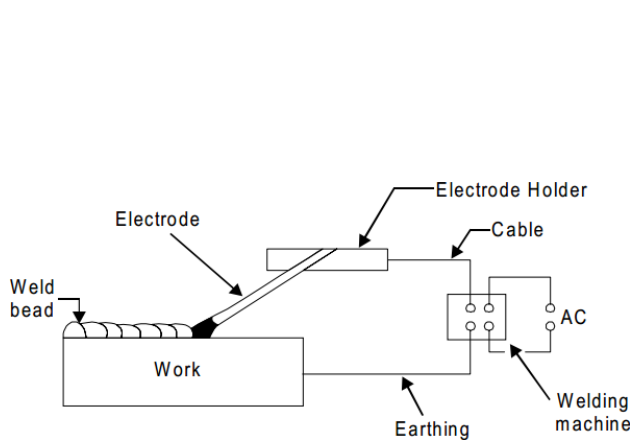 Electrode Holder
Electrode
Cable
Weld
bead
AC
Work
Welding
machine
Earthing